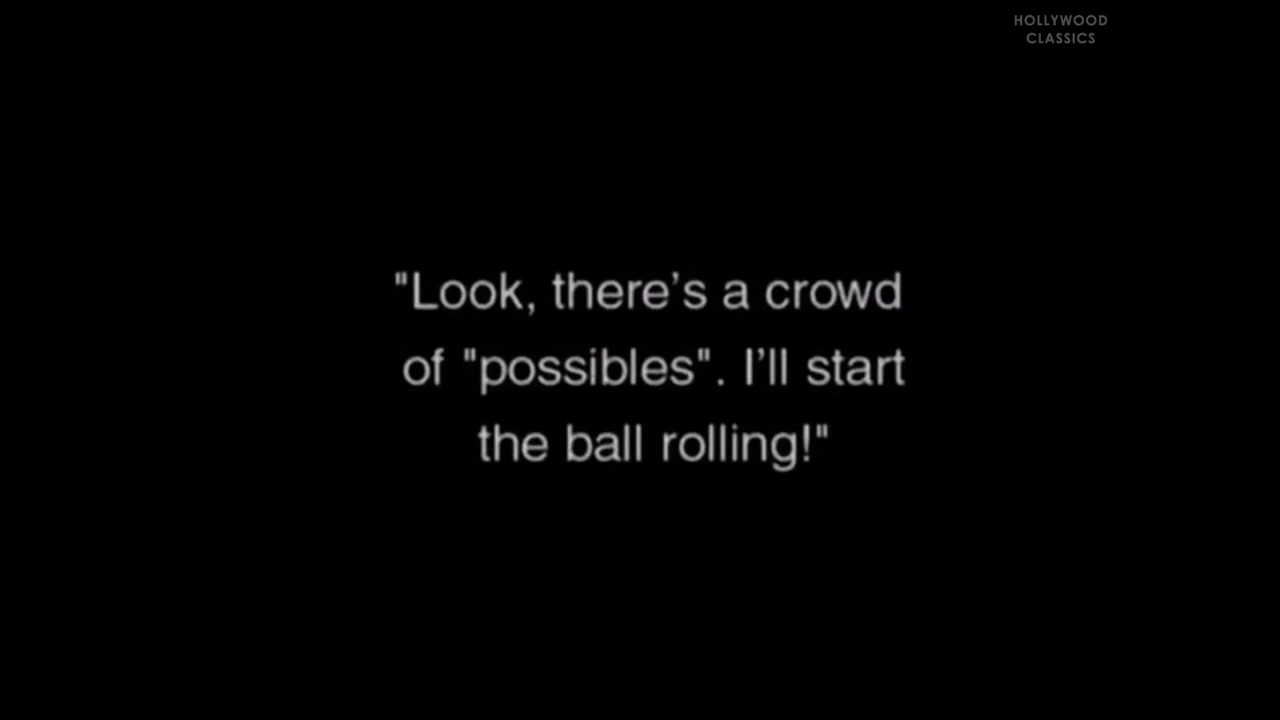 HOLLYWOOD
CLASSICS
"Look, there’s a crowd
of "possibles". I’ll start
the ball rolling!"